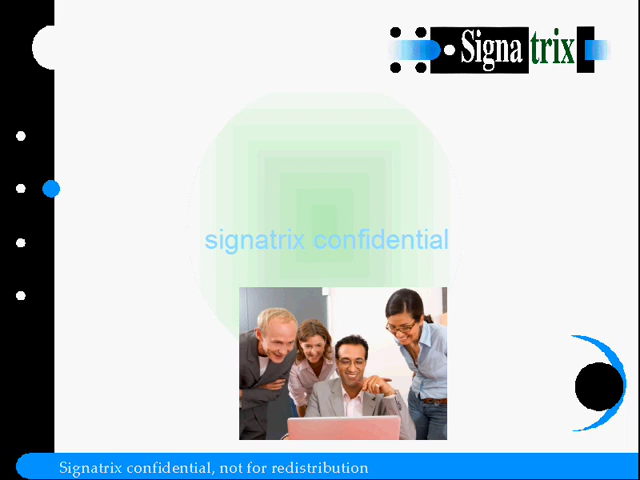 Signatrix
signatrix confidential
Signatrix confidential, not for redistribution